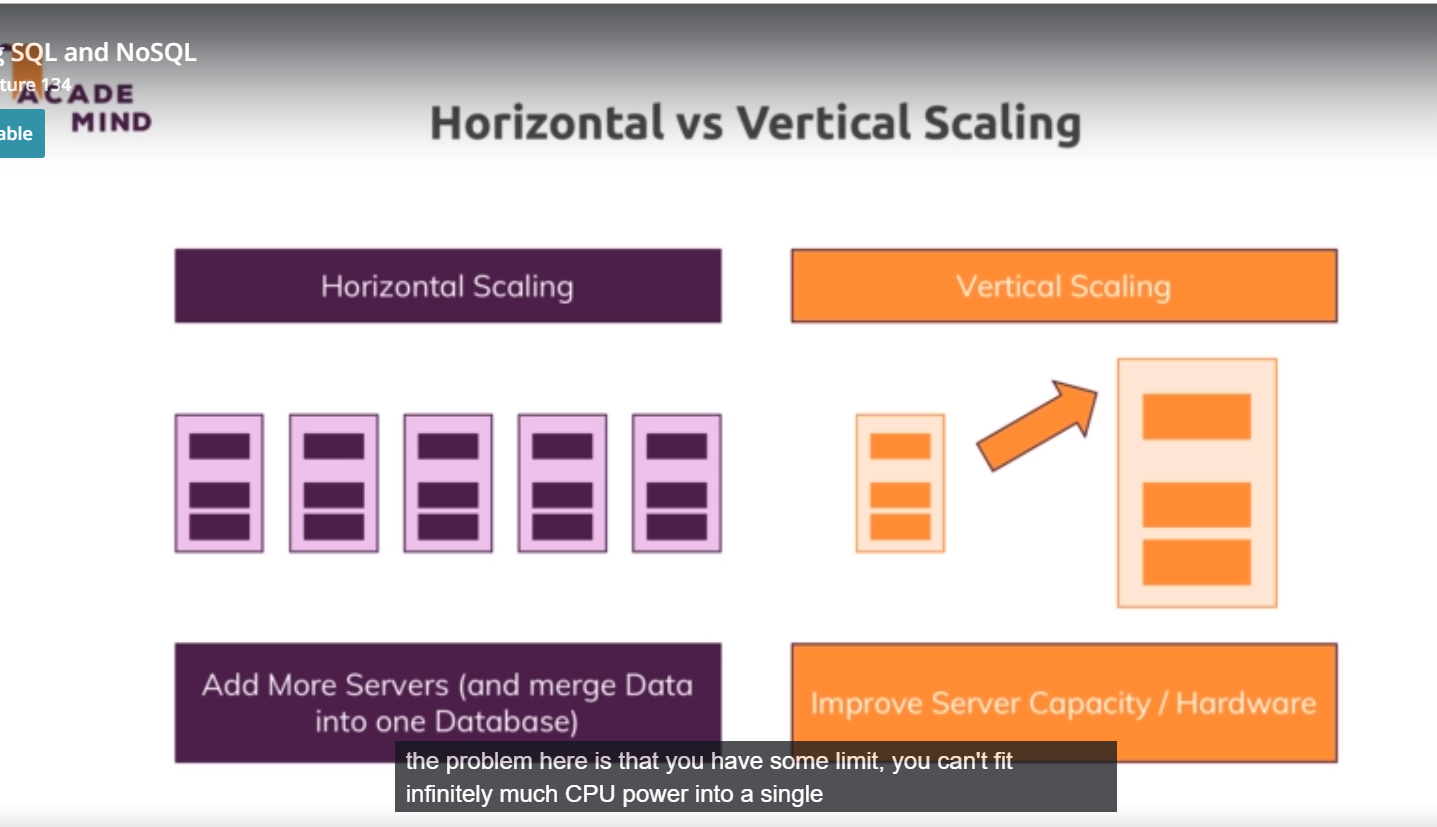 SQL and NoSQL
ture 134
able
ACADE
MIND
Horizontal vs Vertical Scaling
Horizontal Scaling
Vertical Scaling
Add More Servers (and merge Data
into one Database)
Improve Server Capacity / Hardware
the problem here is that you have some limit, you can't fit
infinitely much CPU power into a single